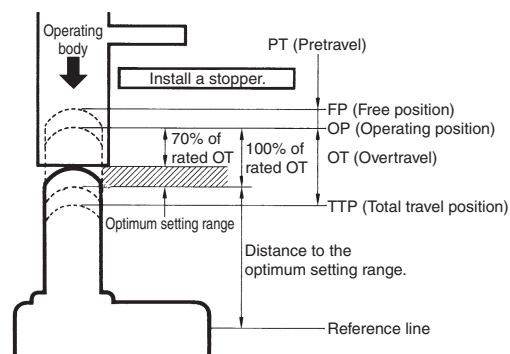 Operating
body
PT (Pretravel)
Install a stopper.
FP (Free position)
OP (Operating position)
70% of
rated OT
100% of
rated OT
OT (Overtravel)
TTP (Total travel position)
Optimum setting range
Distance to the
optimum setting range.
Reference line